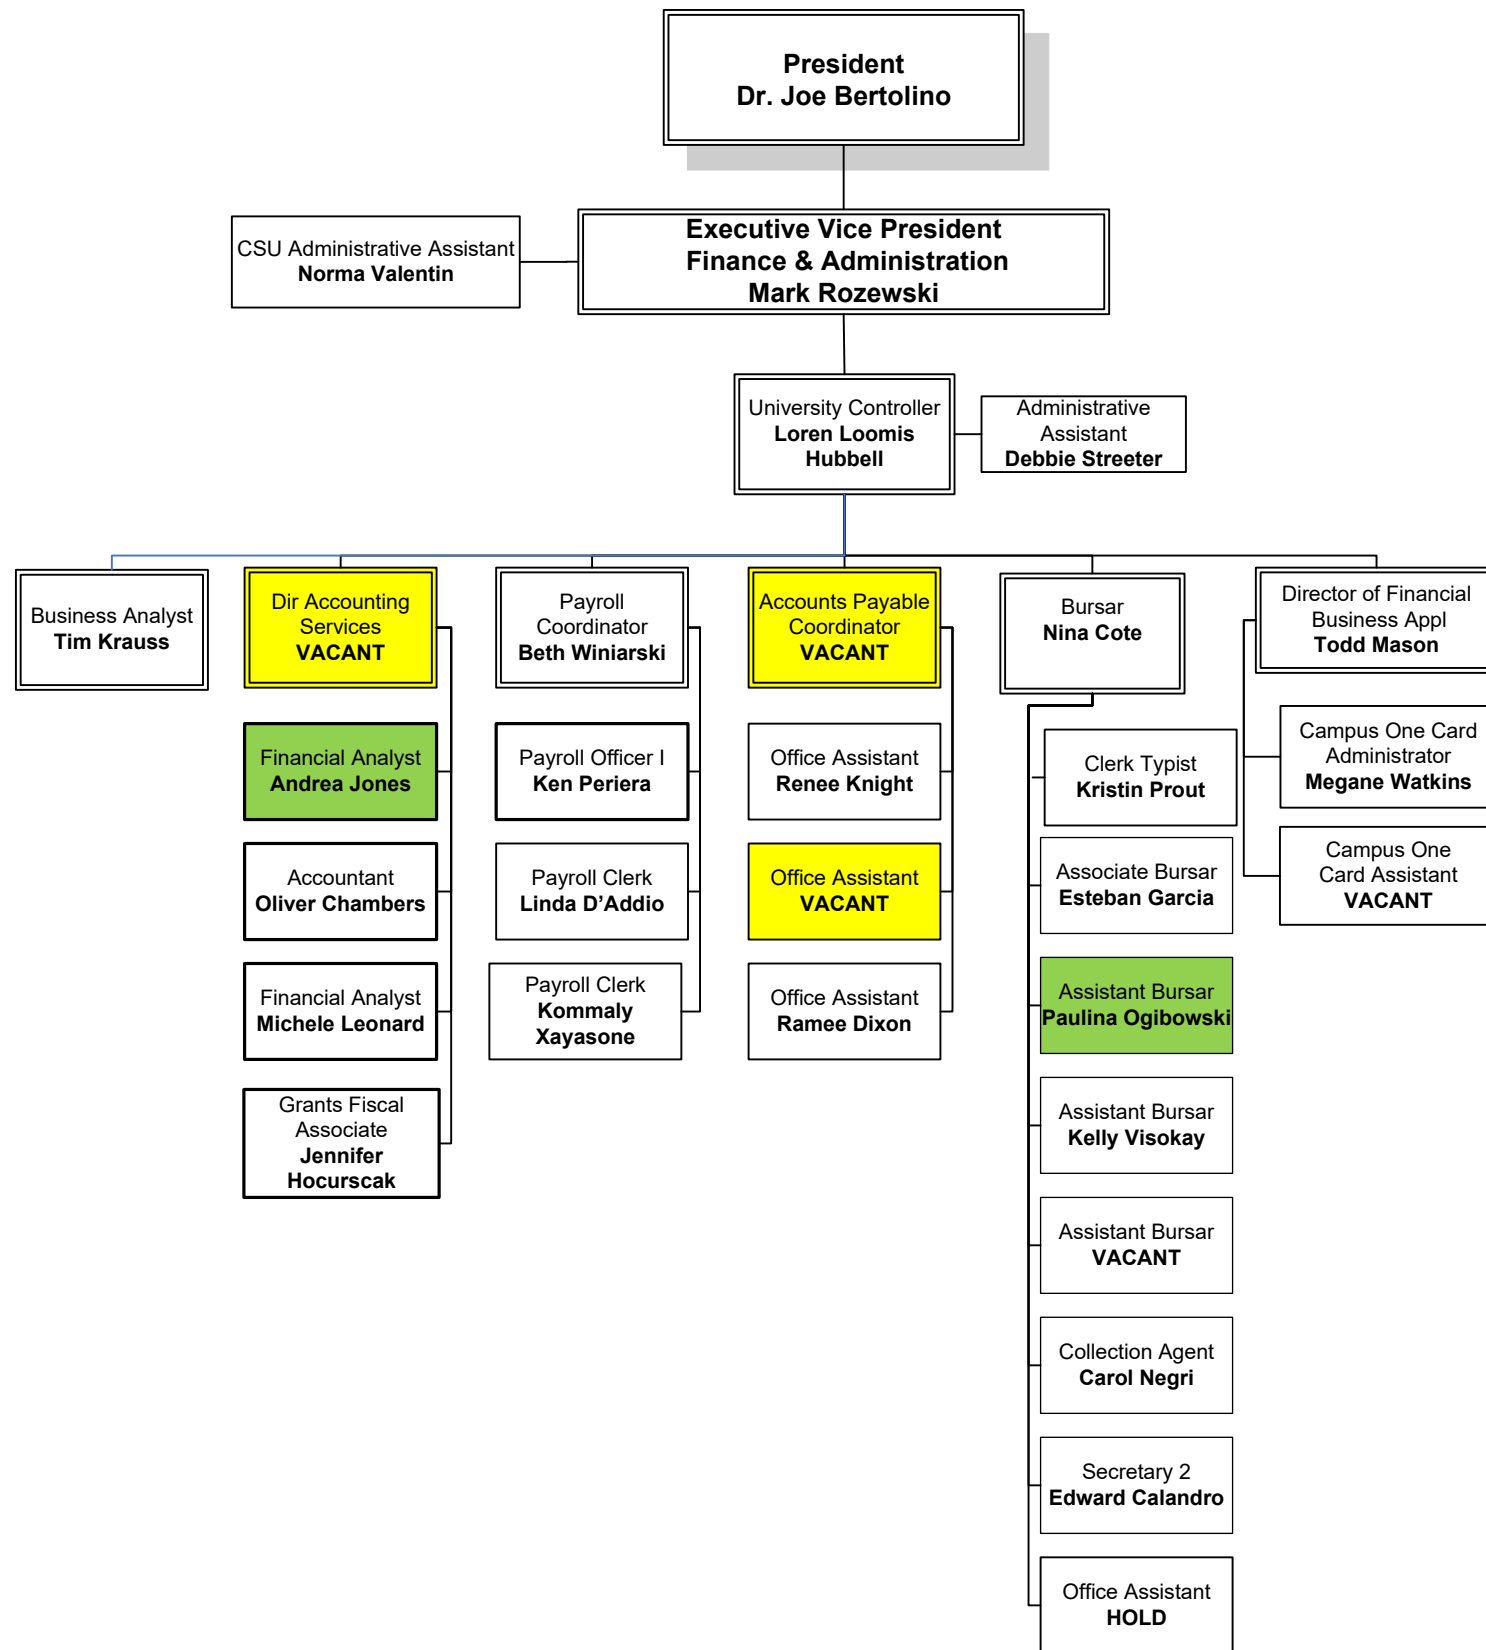 President
Dr. Joe Bertolino
CSU Administrative Assistant
Norma Valentin
Executive Vice President
Finance & Administration
Mark Rozewski
University Controller
Loren Loomis
Hubbell
Administrative
Assistant
Debbie Streeter
Business Analyst
Tim Krauss
Dir Accounting
Services
VACANT
Financial Analyst
Andrea Jones
Accountant
Oliver Chambers
Financial Analyst
Michele Leonard
Grants Fiscal
Associate
Jennifer
Hocurscak
Payroll
Coordinator
Beth Winiarski
Payroll Officer I
Ken Periera
Payroll Clerk
Linda D’Addio
Payroll Clerk
Kommaly
Xayasone
Accounts Payable
Coordinator
VACANT
Office Assistant
Renee Knight
Office Assistant
VACANT
Office Assistant
Ramee Dixon
Bursar
Nina Cote
Clerk Typist
Kristin Prout
Associate Bursar
Esteban Garcia
Assistant Bursar
Paulina Ogibowski
Assistant Bursar
Kelly Visokay
Assistant Bursar
VACANT
Collection Agent
Carol Negri
Secretary 2
Edward Calandro
Office Assistant
HOLD
Director of Financial
Business Appl
Todd Mason
Campus One Card
Administrator
Megane Watkins
Campus One
Card Assistant
VACANT